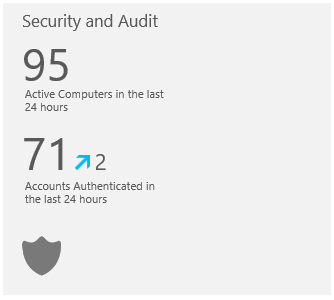 Security and Audit
95
Active Computers in the last
24 hours
71 2
Accounts Authenticated in
the last 24 hours